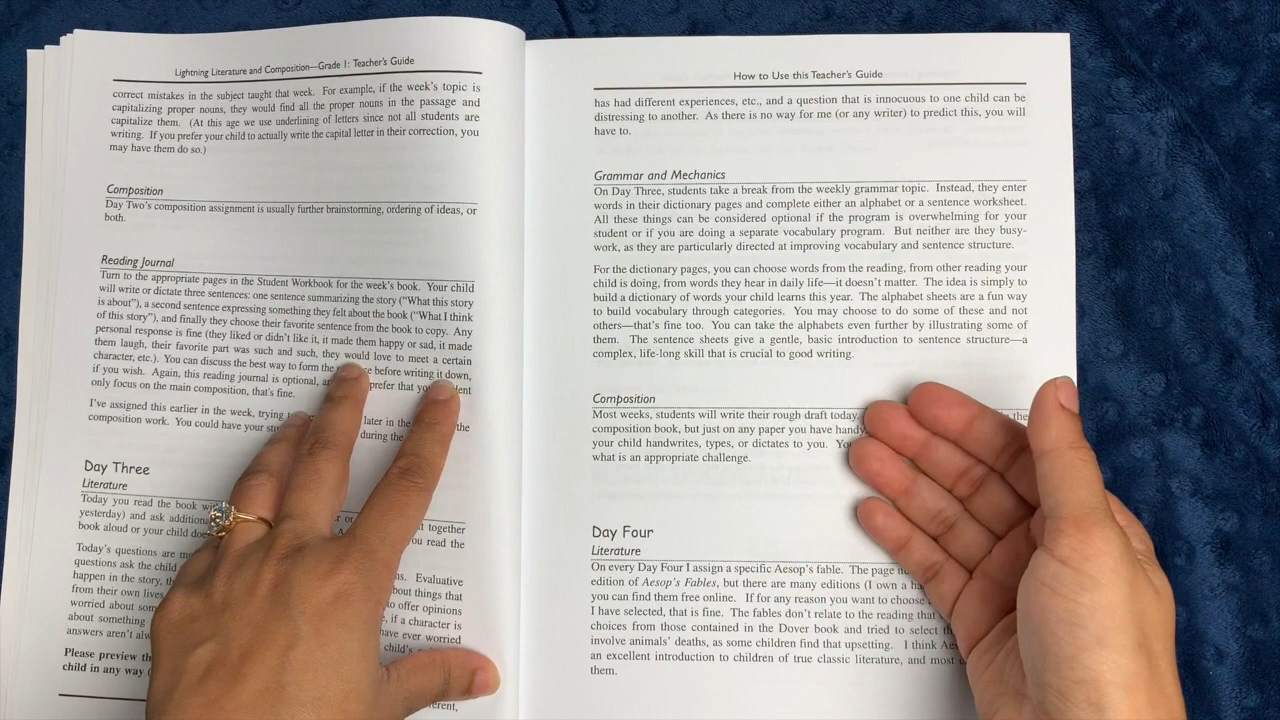 Lightning Literature and Composition—Grade 1: Teacher's Guide
correct mistakes in the subject taught that week. For example, if the week's topic is
capitalizing proper nouns, they would find all the proper nouns in the passage and
capitalize them. (At this age we use underlining of letters since not all students are
writing. If you prefer your child to actually write the capital letter in their correction, you
may have them do so.)
Composition
Day Two's composition assignment is usually further brainstorming, ordering of ideas, or
both.
Reading Journal
Turn to the appropriate pages in the Student Workbook for the week's book. Your child
will write or dictate three sentences: one sentence summarizing the story ("What this story
is about"), a second sentence expressing something they felt about the book ("What I think
of this story"), and finally they choose their favorite sentence from the book to copy. Any
personal response is fine (they liked or didn't like it, it made them happy or sad, it made
them laugh, their favorite part was such and such, they would love to meet a certain
character, etc.). You can discuss the best way to form the before writing it down,
if you wish. Again, this reading journal is optional, prefer that
only focus on the main composition, that's fine.
I've assigned this earlier in the week, trying later in the the
composition work. You could have your during the
Day Three
Literature
Today you read the book together
yesterday) and ask you read the
book aloud or your child
Today's questions are Evaluative
questions ask the child about things that
happen in the story, to offer opinions
from their own lives if a character is
worried about have ever worried
about something child's
answers aren't
Please preview
child in any way
How to Use this Teacher's Guide
has had different experiences, etc., and a question that is innocuous to one child can be
distressing to another. As there is no way for me (or any writer) to predict this, you will
have to.
Grammar and Mechanics
On Day Three, students take a break from the weekly grammar topic. Instead, they enter
words in their dictionary pages and complete either an alphabet or a sentence worksheet.
All these things can be considered optional if the program is overwhelming for your
student or if you are doing a separate vocabulary program. But neither are they busy-
work, as they are particularly directed at improving vocabulary and sentence structure.
For the dictionary pages, you can choose words from the reading, from other reading your
child is doing, from words they hear in daily life—it doesn't matter. The idea is simply to
build a dictionary of words your child learns this year. The alphabet sheets are a fun way
to build vocabulary through categories. You may choose to do some of these and not
others—that's fine too. You can take the alphabets even further by illustrating some of
them. The sentence sheets give a gentle, basic introduction to sentence structure—a
complex, life-long skill that is crucial to good writing.
Composition
Most weeks, students will write their rough draft today, the
composition book, but just on any paper you have handy
your child handwrites, types, or dictates to you.
what is an appropriate challenge.
Day Four
Literature
On every Day Four I assign a specific Aesop's fable. The page
edition of Aesop's Fables, but there are many editions (I own a
you can find them free online. If for any reason you want to choose
I have selected, that is fine. The fables don't relate to the reading that
choices from those contained in the Dover book and tried to select
involve animals' deaths, as some children find that upsetting. I think
an excellent introduction to children of true classic literature, and most
them.